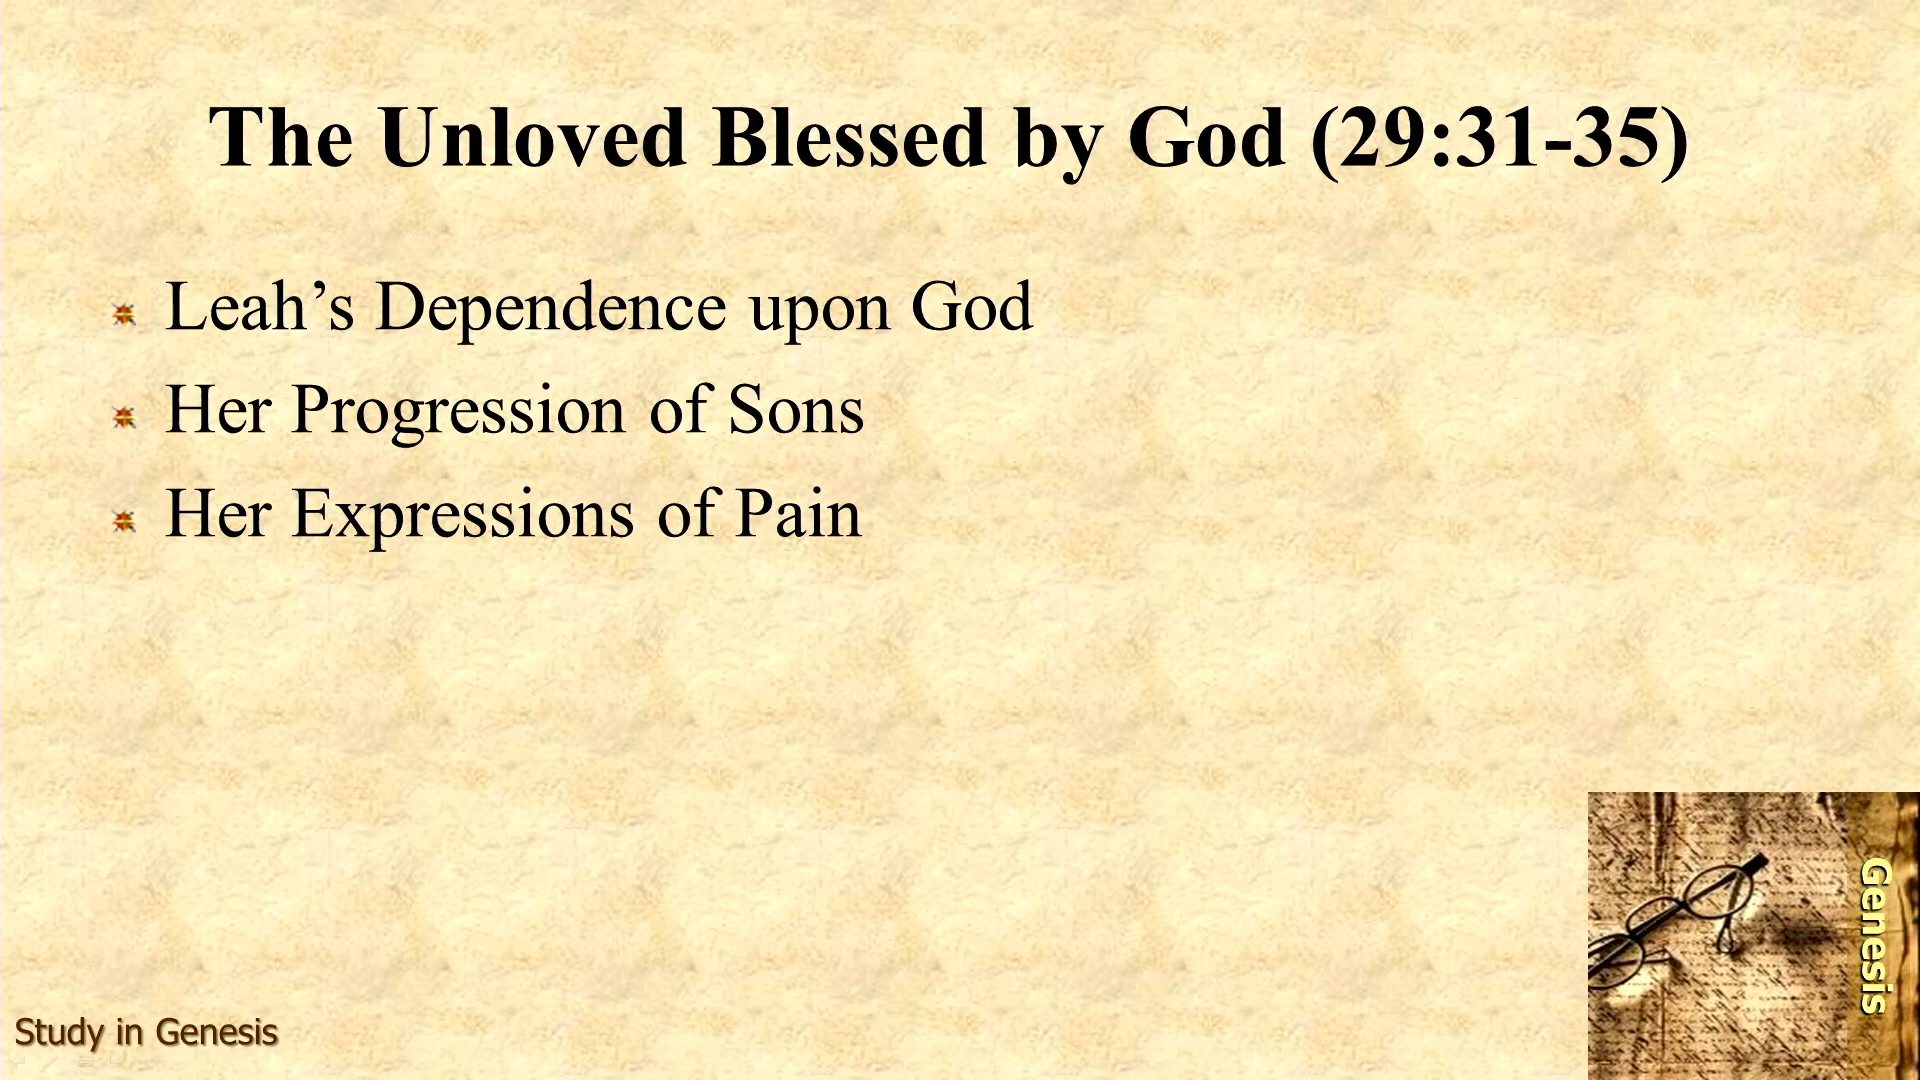 The Unloved Blessed by God (29:31-35)
Leah’s Dependence upon God
Her Progression of Sons
Her Expressions of Pain
Genesis
Study in Genesis